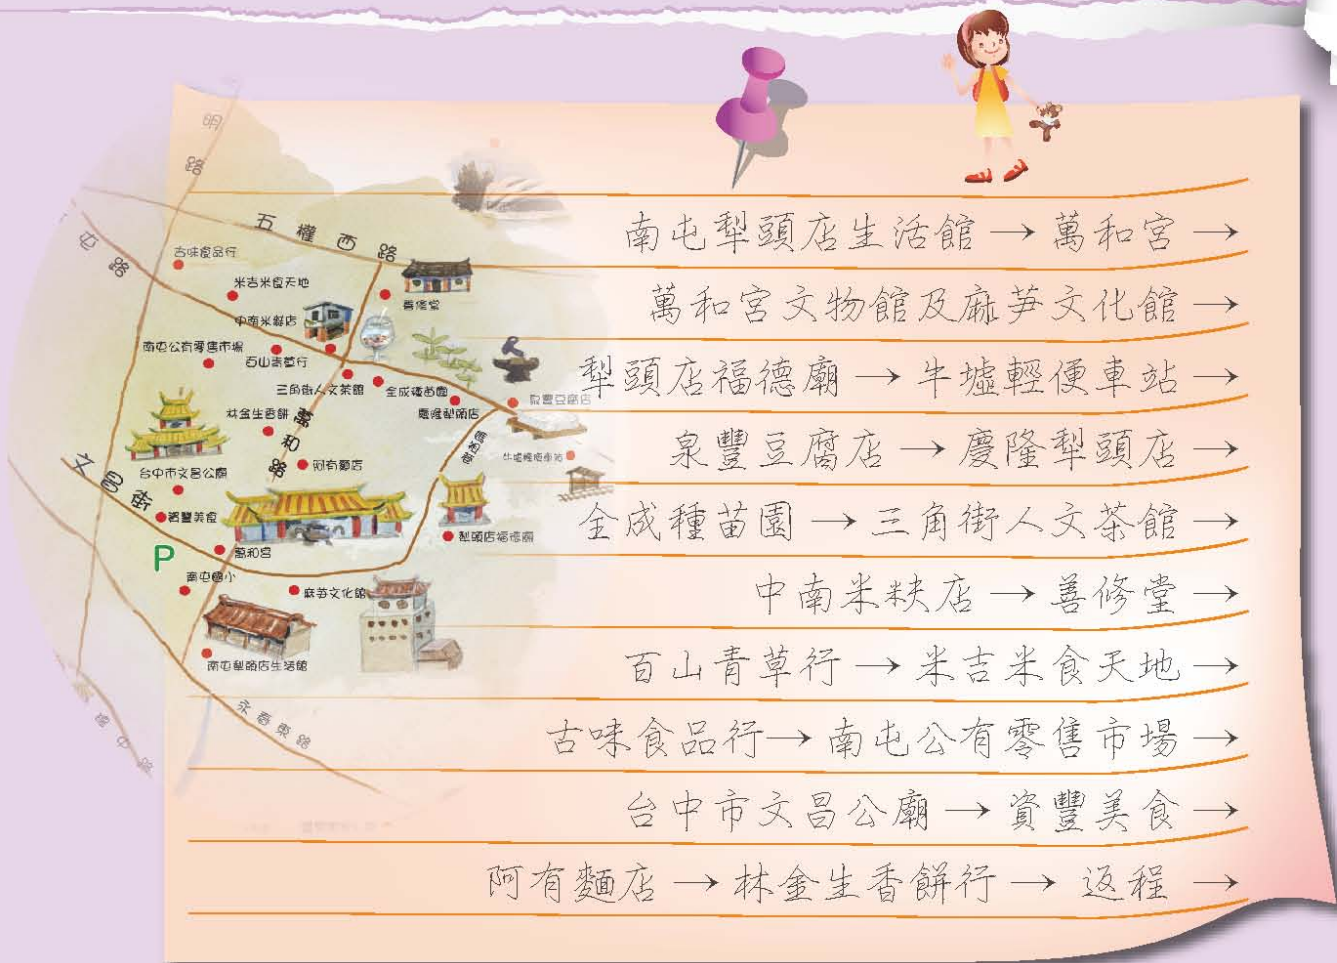 南屯犁頭店生活館→萬和宮→
萬和宮文物館及麻芛文化館→
犁頭店福德廟→牛墟輕便車站→
泉豐豆腐店→慶隆犁頭店→
全成種苗園→三角街人文茶館→
中南米粩店→善修堂→
百山青草行→米吉米食天地→
古味食品行→南屯公有零售市場→
台中市文昌公廟→資豐美食→
阿有麵店→林金生香餅行→返程→
明
路
五權西路
屯路
古味食品行
米吉米食天地
善修堂
中南米
南屯公有零售市場
百山青草行
三角街人文茶館
全成種苗園
慶隆犁頭店
泉豐豆腐店
林金生香餅
萬和路
阿有麵店
牛墟輕便車站
台中市文昌公廟
文昌街
資豐美食
犁頭店福德廟
P
萬和宮
南屯國小
麻芛文化館
南屯犁頭店生活館
永春東路
中路